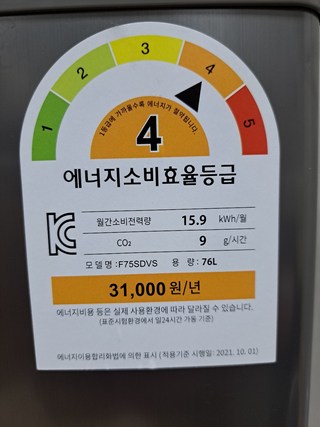 1 2 3 4 5
1등급에 가까울수록 에너지가 절약됩니다.
4
에너지소비효율등급
월간소비전력량 15.9 kWh/월
CO₂ 9 g/시간
모델명 : F75SDVS 용 량 : 76L
31,000 원/년
에너지비용 등은 실제 사용환경에 따라 달라질 수 있습니다.
(표준시험환경에서 일24시간 가동 기준)
에너지이용합리화법에 의한 표시 (적용기준 시행일: 2021. 10. 01)